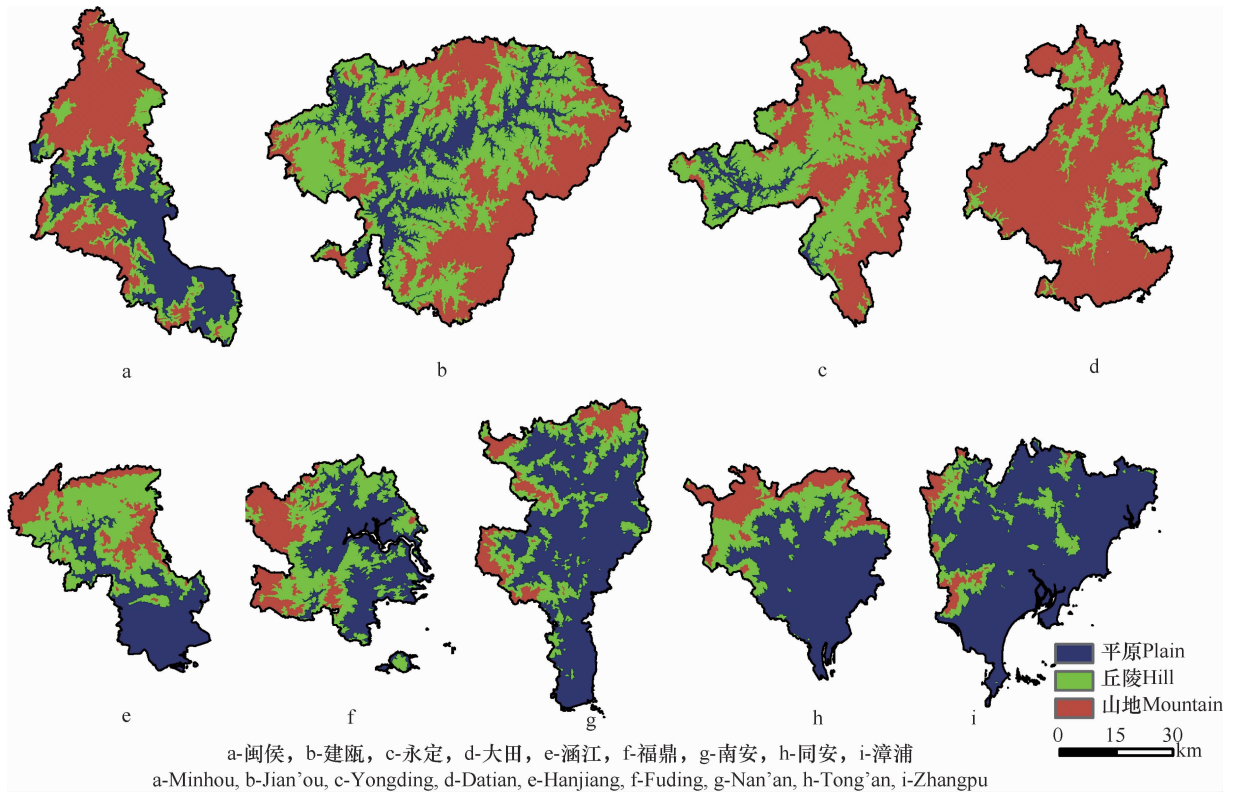 a
b
c
d
e
f
g
h
i
平原Plain
丘陵Hill
山地Mountain
0 15 30
km
a-闽侯，b-建瓯，c-永定，d-大田，e-涵江，f-福鼎，g-南安，h-同安，i-漳浦
a-Minhou, b-Jian’ou, c-Yongding, d-Datian, e-Hanjiang, f-Fuding, g-Nan’an, h-Tong’an, i-Zhangpu